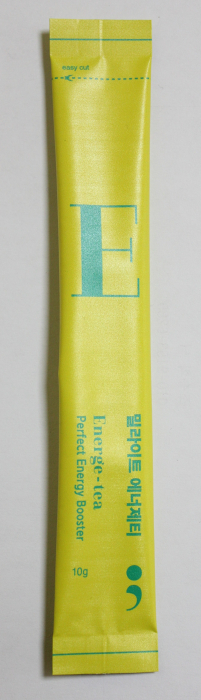 easy cut
E
밀라이트 에너제티
Energe-tea
Perfect Energy Booster
10g